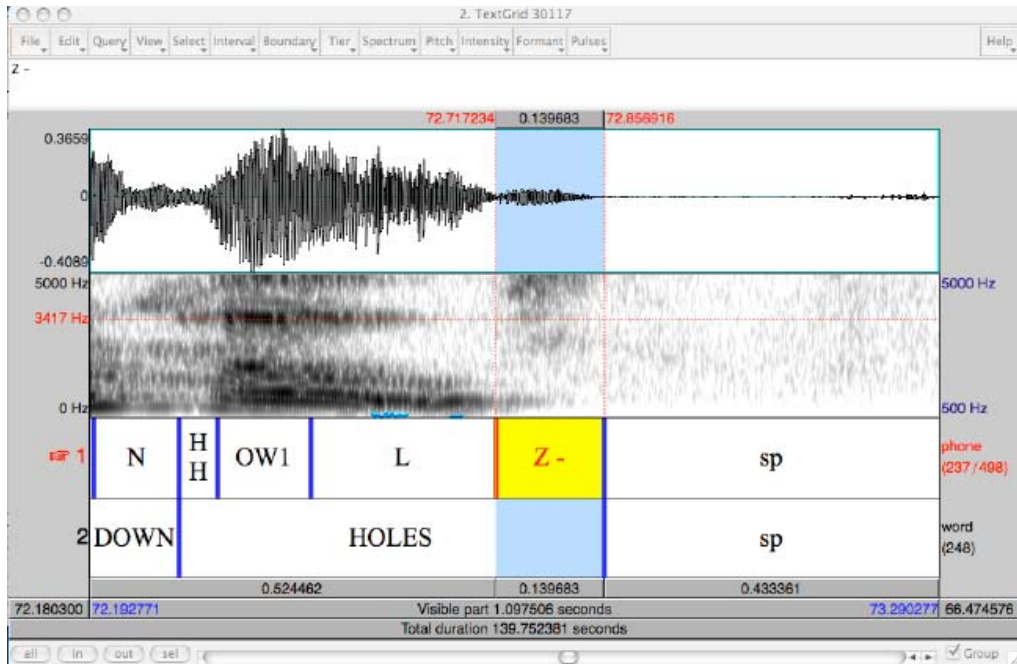 2. TextGrid 30117
File Edit Query View Select Interval Boundary Tier Spectrum Pitch Intensity Formant Pulses Help
Z -
72.717234 0.139683 72.856916
0.3659
0
-0.4089
5000 Hz 5000 Hz
3417 Hz
0 Hz 500 Hz
1 N HH OW1 L Z - sp phone (237/498)
2 DOWN HOLES sp word (248)
0.524462 0.139683 0.433361
72.180300 72.192771 Visible part 1.097506 seconds 73.290277 66.474576
Total duration 139.752381 seconds
all in out sel Group